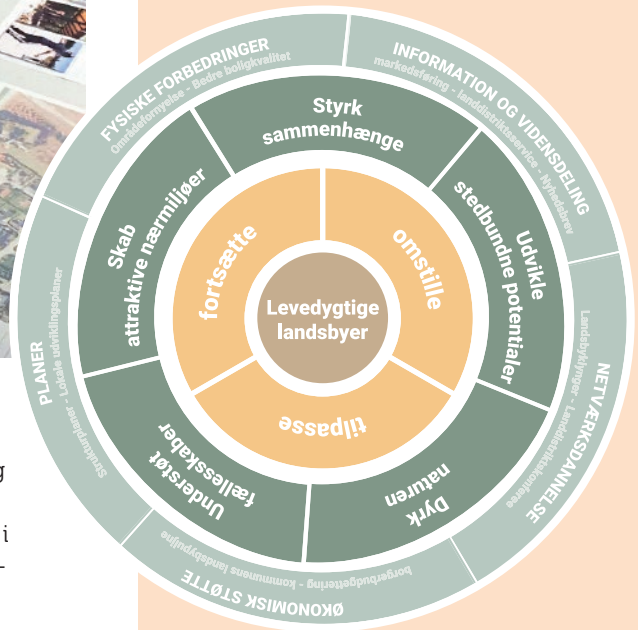 FYSISKE FORBEDRINGER
Områdefornyelse - Bedre boligkvalitet
INFORMATION OG VIDENSDELING
markedsføring - landdistriktsservice - Nyhedsbrev
NETVÆRKSDANNELSE
Landsbyklynger - Landdistriktskonference
ØKONOMISK STØTTE
borgerbudgettering - kommunens landsbypuljne
PLANER
Strukturplaner - Lokale udviklingsplaner
Styrk
sammenhænge
Udvikle
stedbundne potentialer
Dyrk
naturen
Understøt
fællesskaber
Skab
attraktive nærmiljøer
fortsætte
omstille
tilpasse
Levedygtige
landsbyer
g
i
-